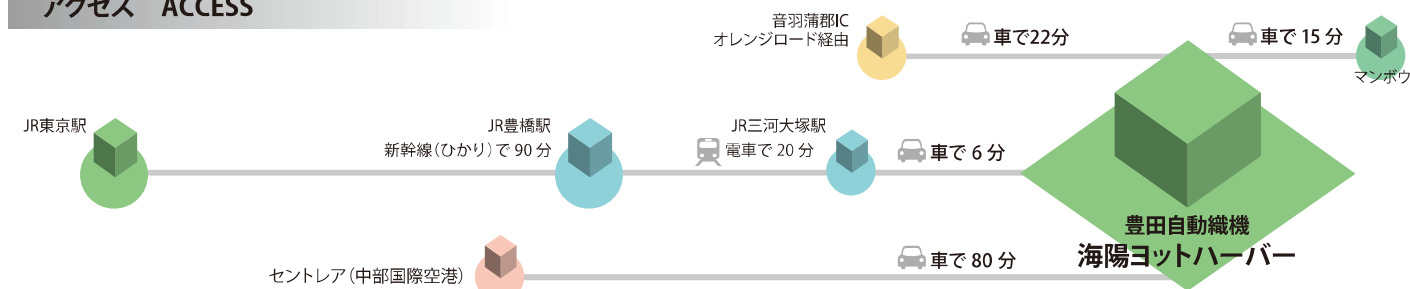 アクセス ACCESS
音羽蒲郡IC
オレンジロード経由
車で22分
車で 15 分
マンボウ
JR東京駅
JR豊橋駅
新幹線(ひかり)で 90 分
電車で 20 分
JR三河大塚駅
車で 6 分
豊田自動織機
海陽ヨットハーバー
セントレア(中部国際空港)
車で 80 分